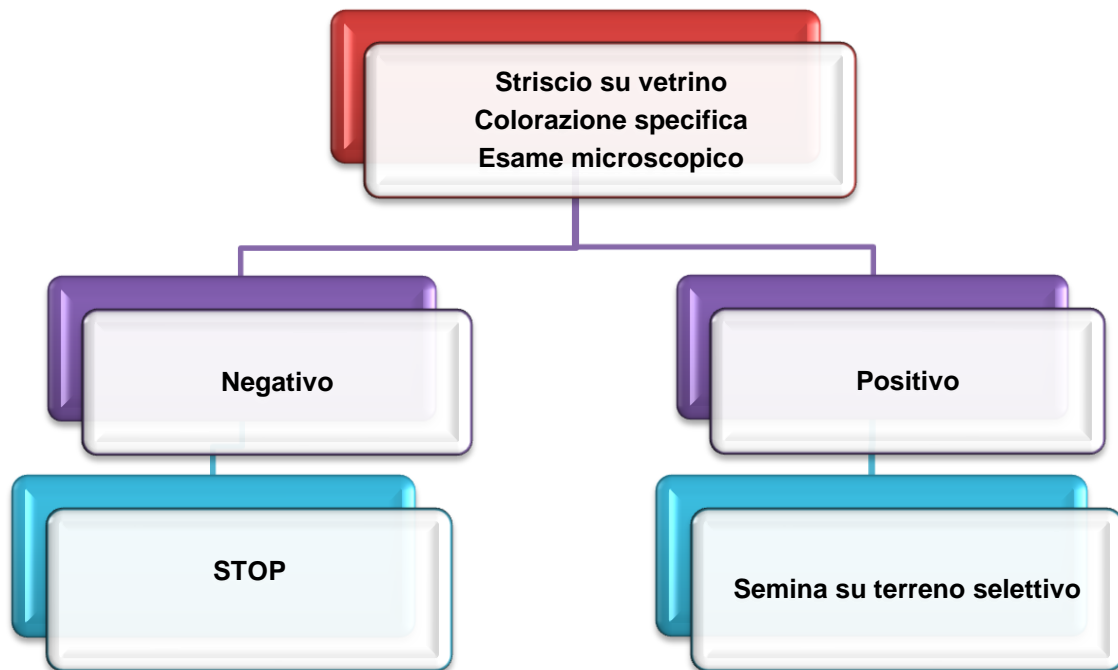 Striscio su vetrino
Colorazione specifica
Esame microscopico
Negativo
Positivo
STOP
Semina su terreno selettivo